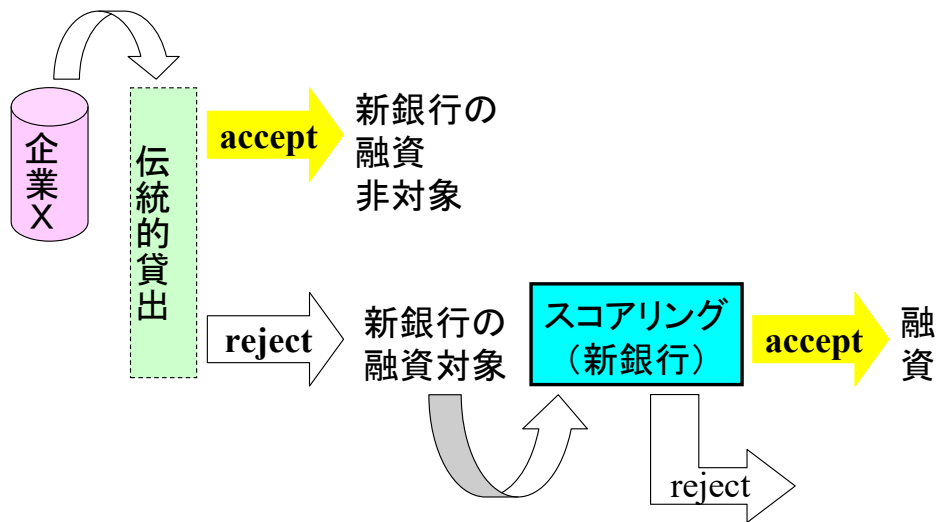 企業X
伝統的貸出
accept
新銀行の
融資
非対象
reject
新銀行の
融資対象
スコアリング
（新銀行）
accept
融
資
reject